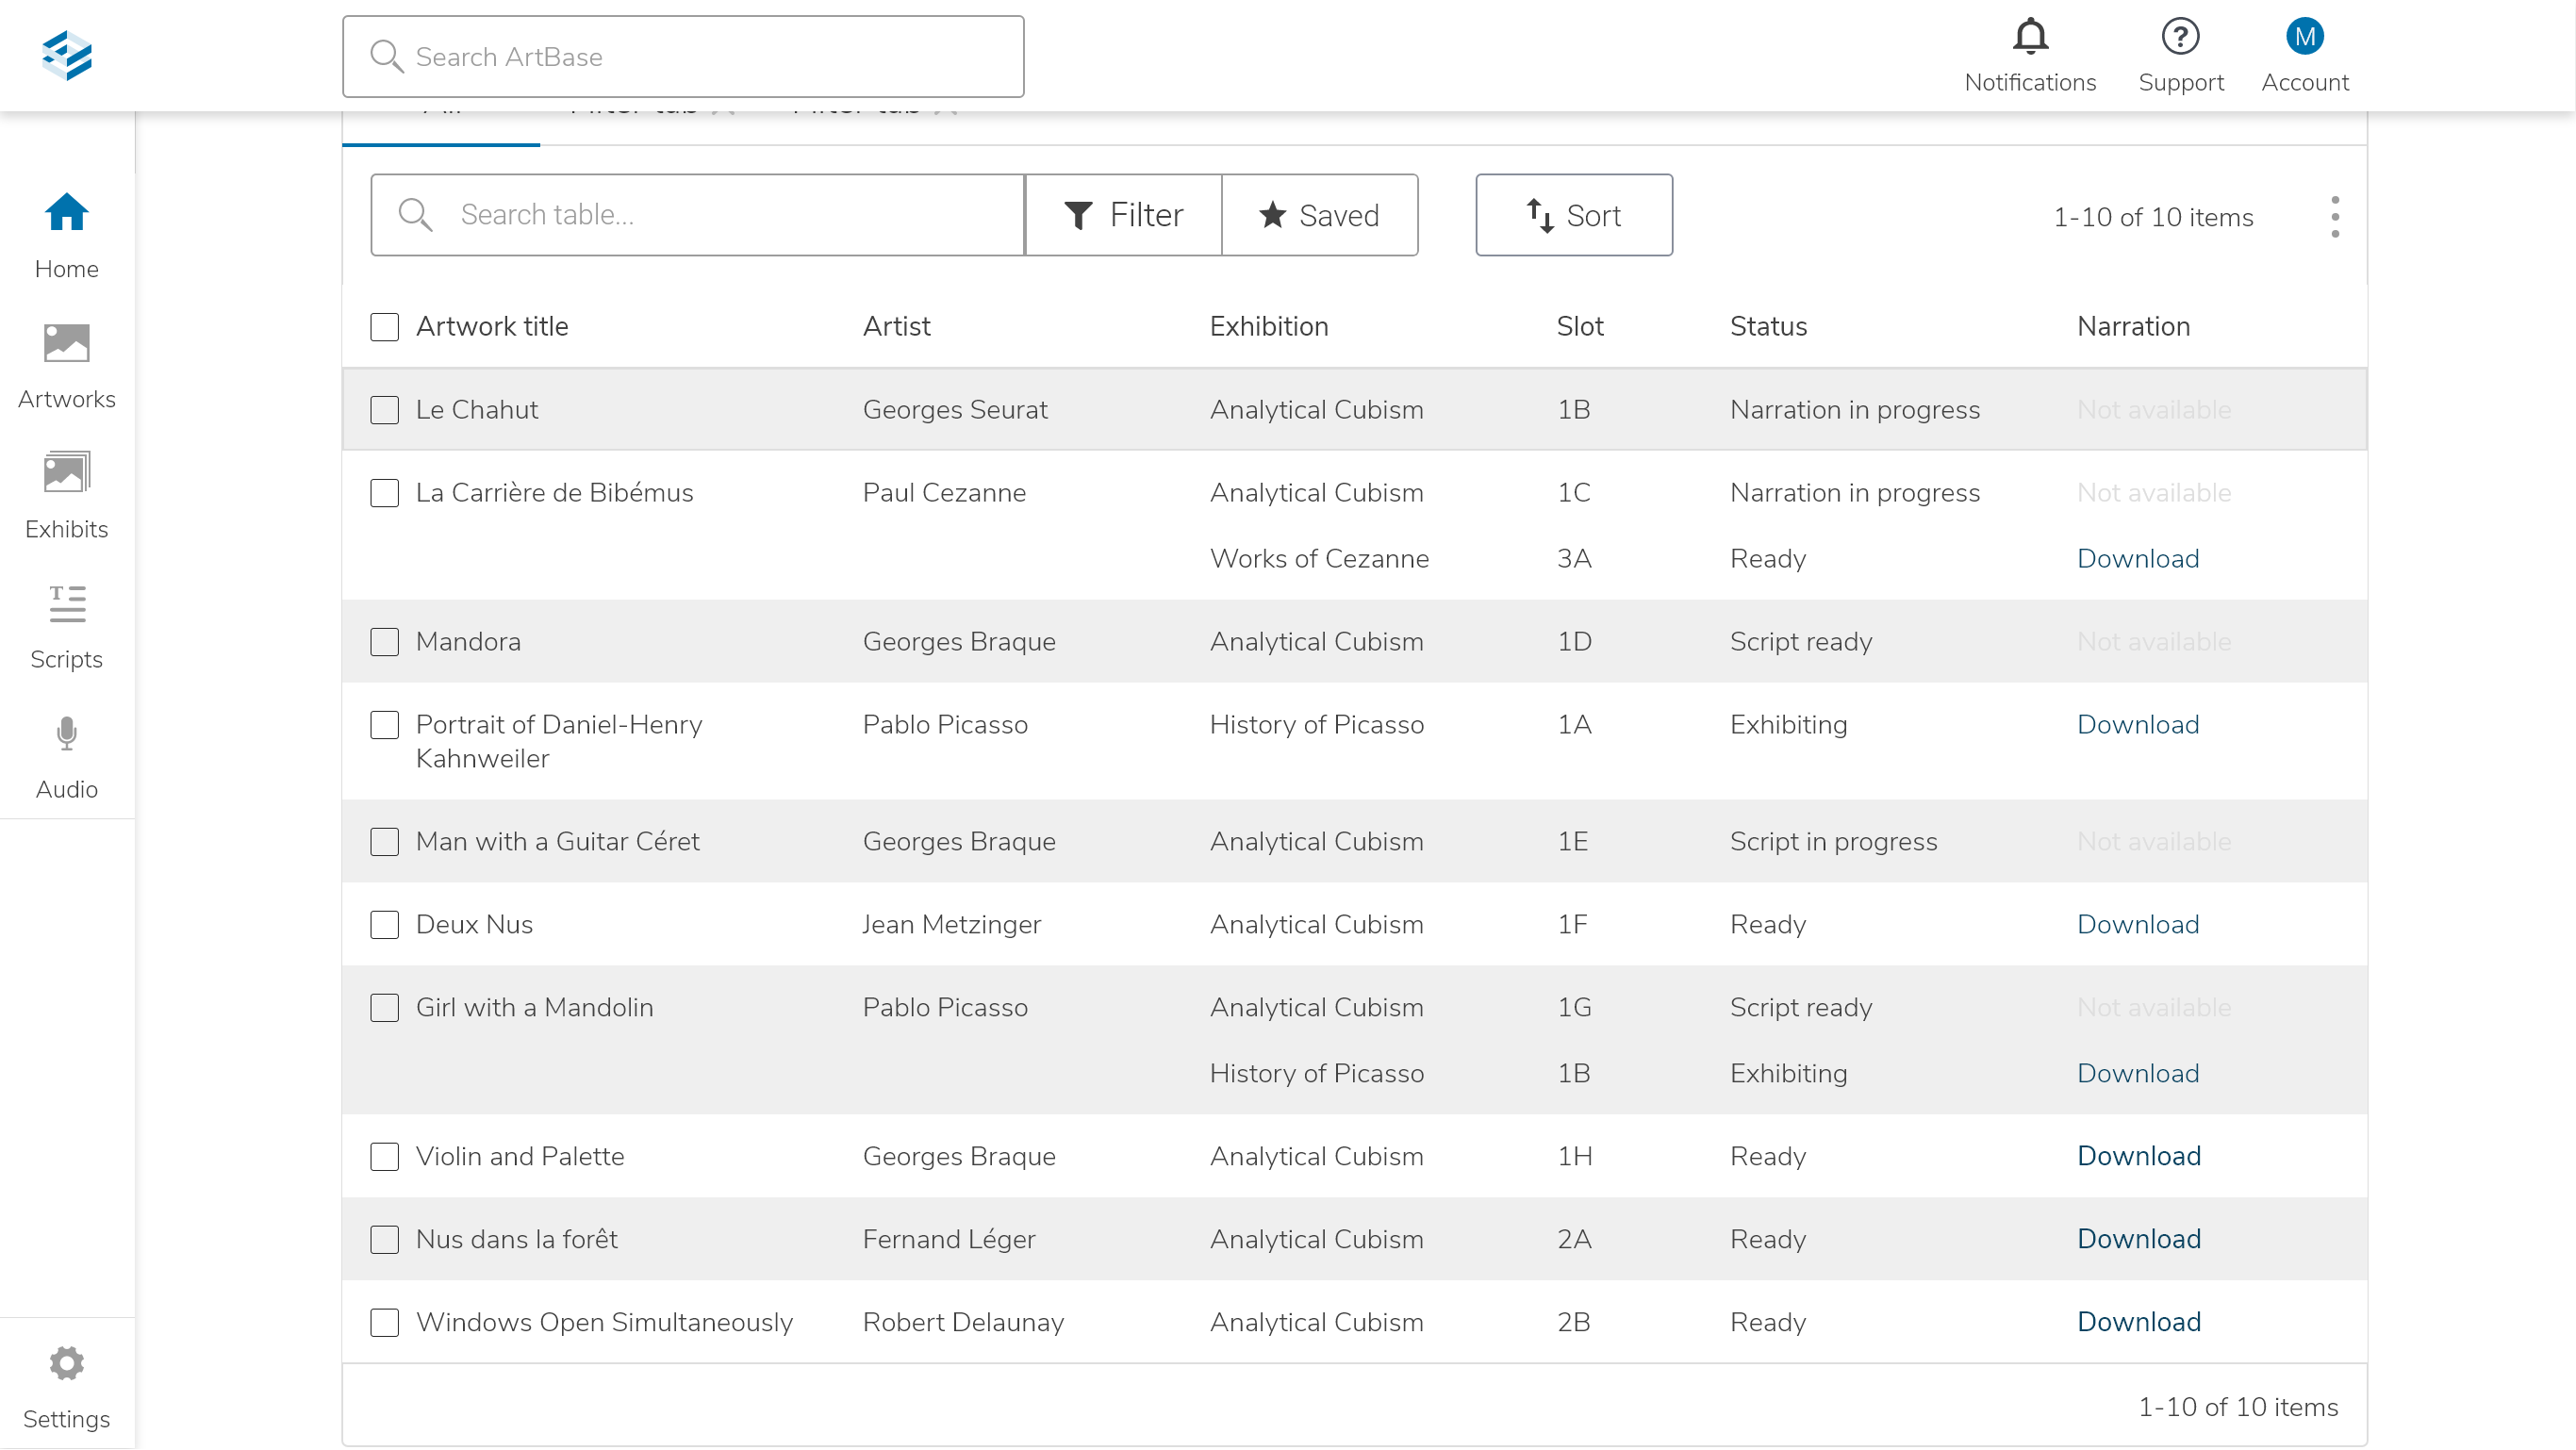 Search ArtBase
Notifications
Support
M
Account
All Filter tab Filter tab
Search table...
Filter
Saved
Sort
1-10 of 10 items
Home
Artworks
Exhibits
Scripts
Audio
Settings
Artwork title Artist Exhibition Slot Status Narration
Le Chahut Georges Seurat Analytical Cubism 1B Narration in progress Not available
La Carrière de Bibémus Paul Cezanne Analytical Cubism 1C Narration in progress Not available
Works of Cezanne 3A Ready Download
Mandora Georges Braque Analytical Cubism 1D Script ready Not available
Portrait of Daniel-Henry Pablo Picasso History of Picasso 1A Exhibiting Download
Kahnweiler
Man with a Guitar Céret Georges Braque Analytical Cubism 1E Script in progress Not available
Deux Nus Jean Metzinger Analytical Cubism 1F Ready Download
Girl with a Mandolin Pablo Picasso Analytical Cubism 1G Script ready Not available
History of Picasso 1B Exhibiting Download
Violin and Palette Georges Braque Analytical Cubism 1H Ready Download
Nus dans la forêt Fernand Léger Analytical Cubism 2A Ready Download
Windows Open Simultaneously Robert Delaunay Analytical Cubism 2B Ready Download
1-10 of 10 items